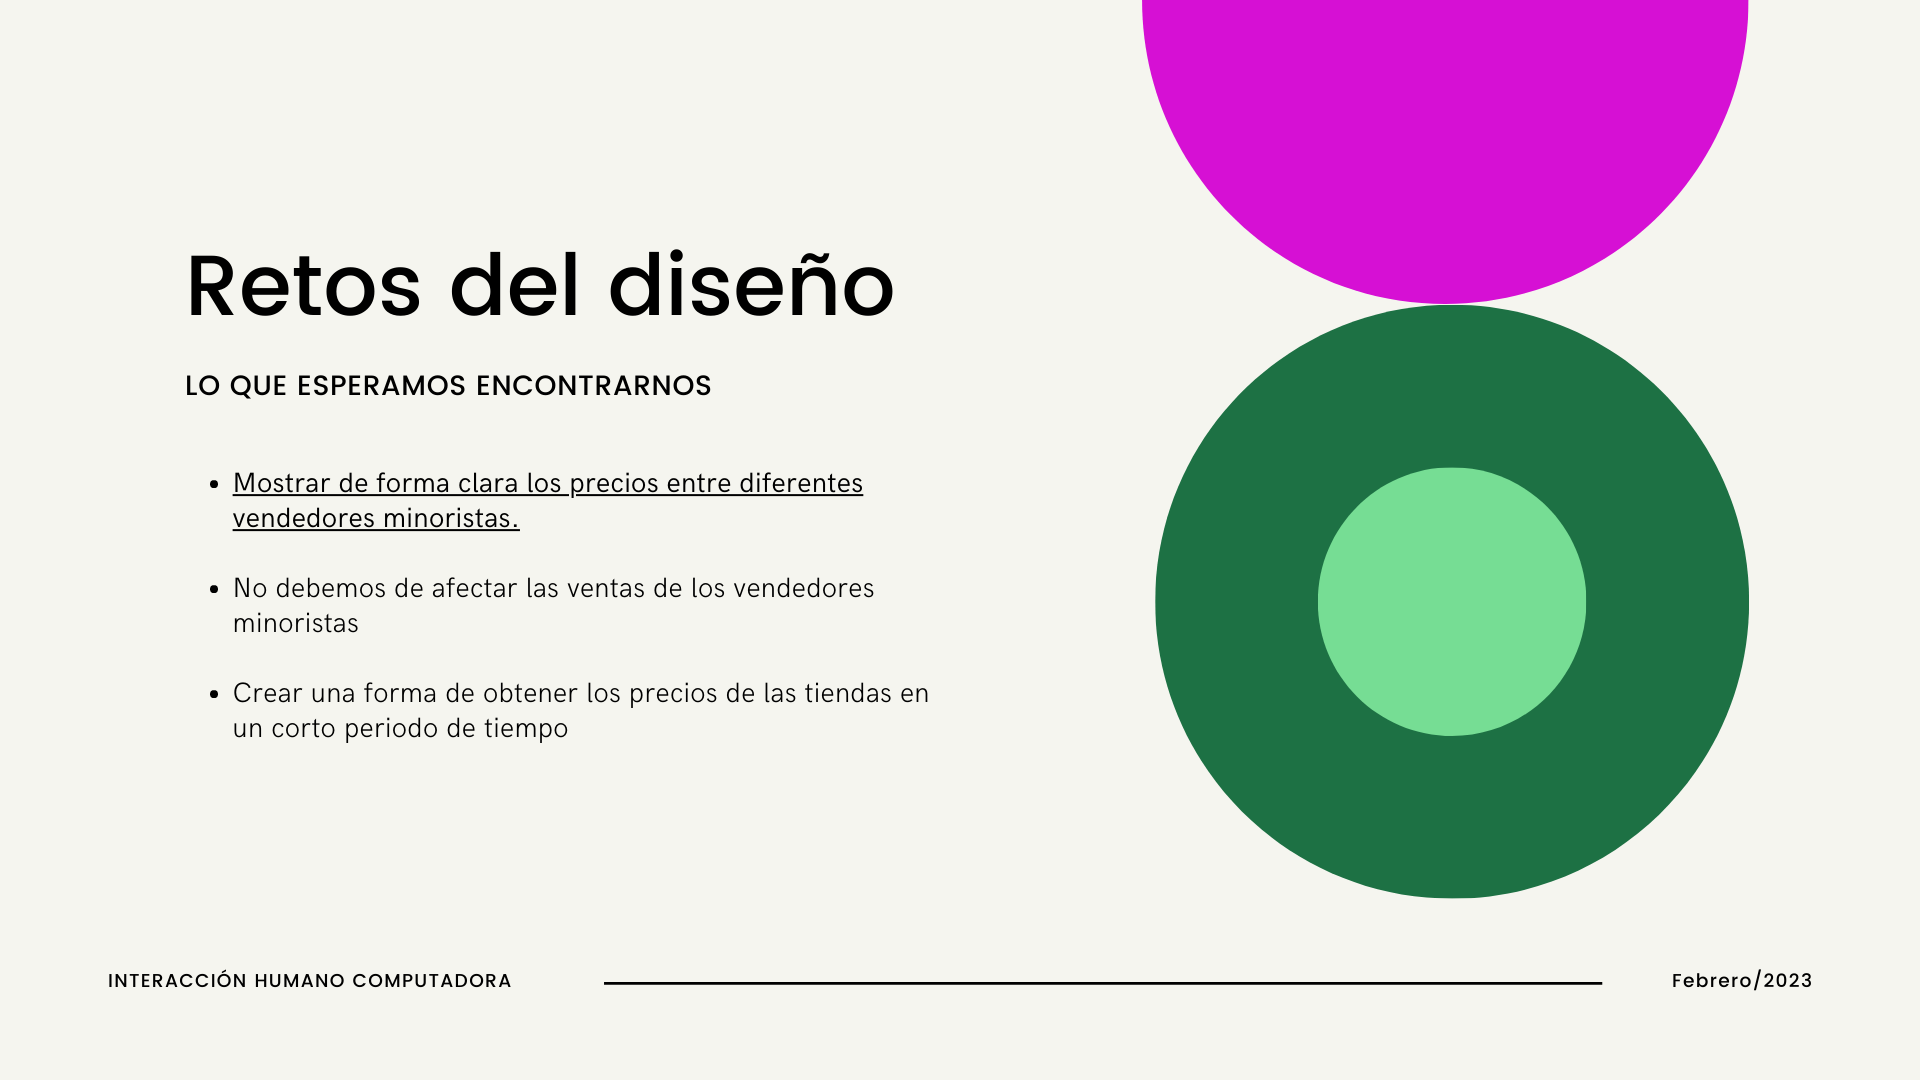 Retos del diseño
LO QUE ESPERAMOS ENCONTRARNOS
• Mostrar de forma clara los precios entre diferentes
vendedores minoristas.
• No debemos de afectar las ventas de los vendedores
minoristas
• Crear una forma de obtener los precios de las tiendas en
un corto periodo de tiempo
INTERACCIÓN HUMANO COMPUTADORA
Febrero/2023